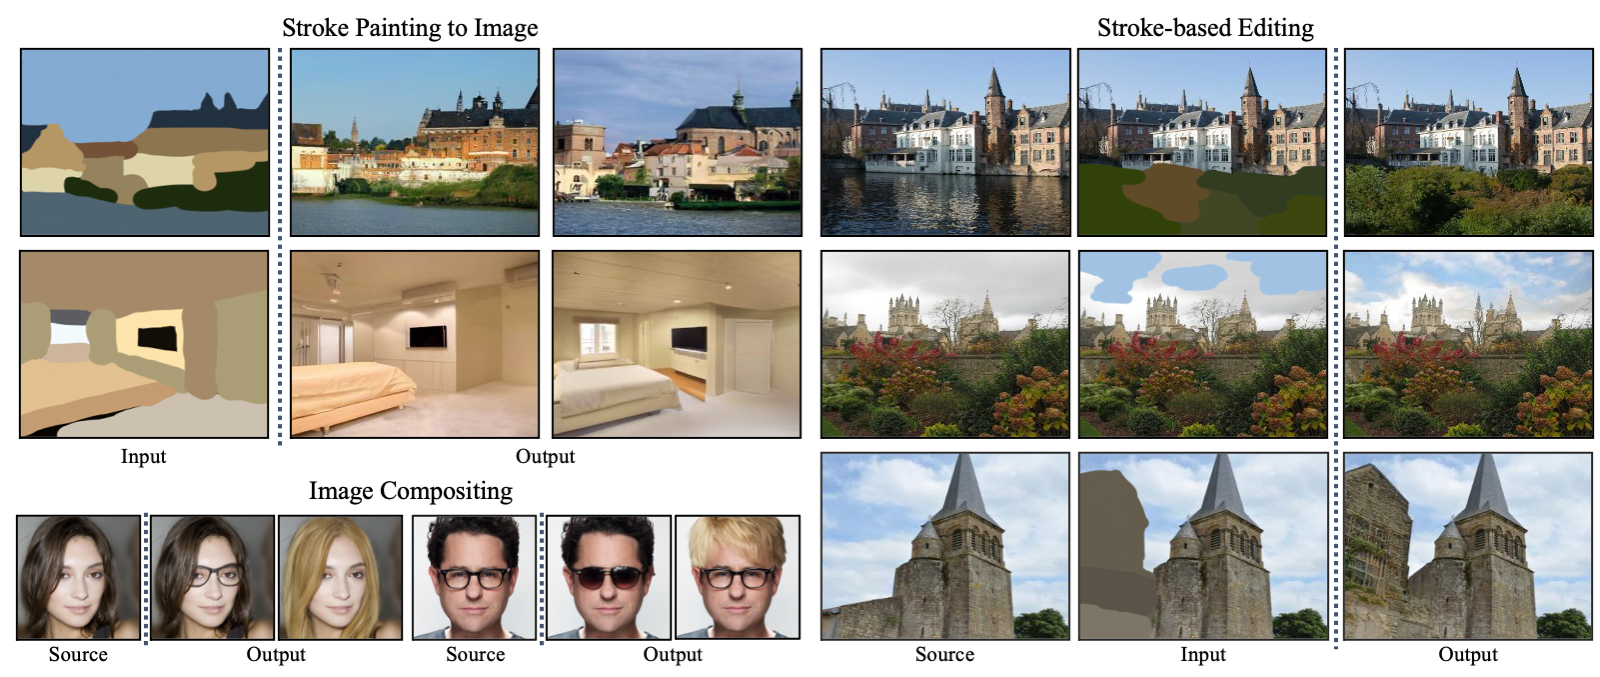 Stroke Painting to Image
Input
Output
Image Compositing
Source
Output
Source
Output
Stroke-based Editing
Source
Input
Output